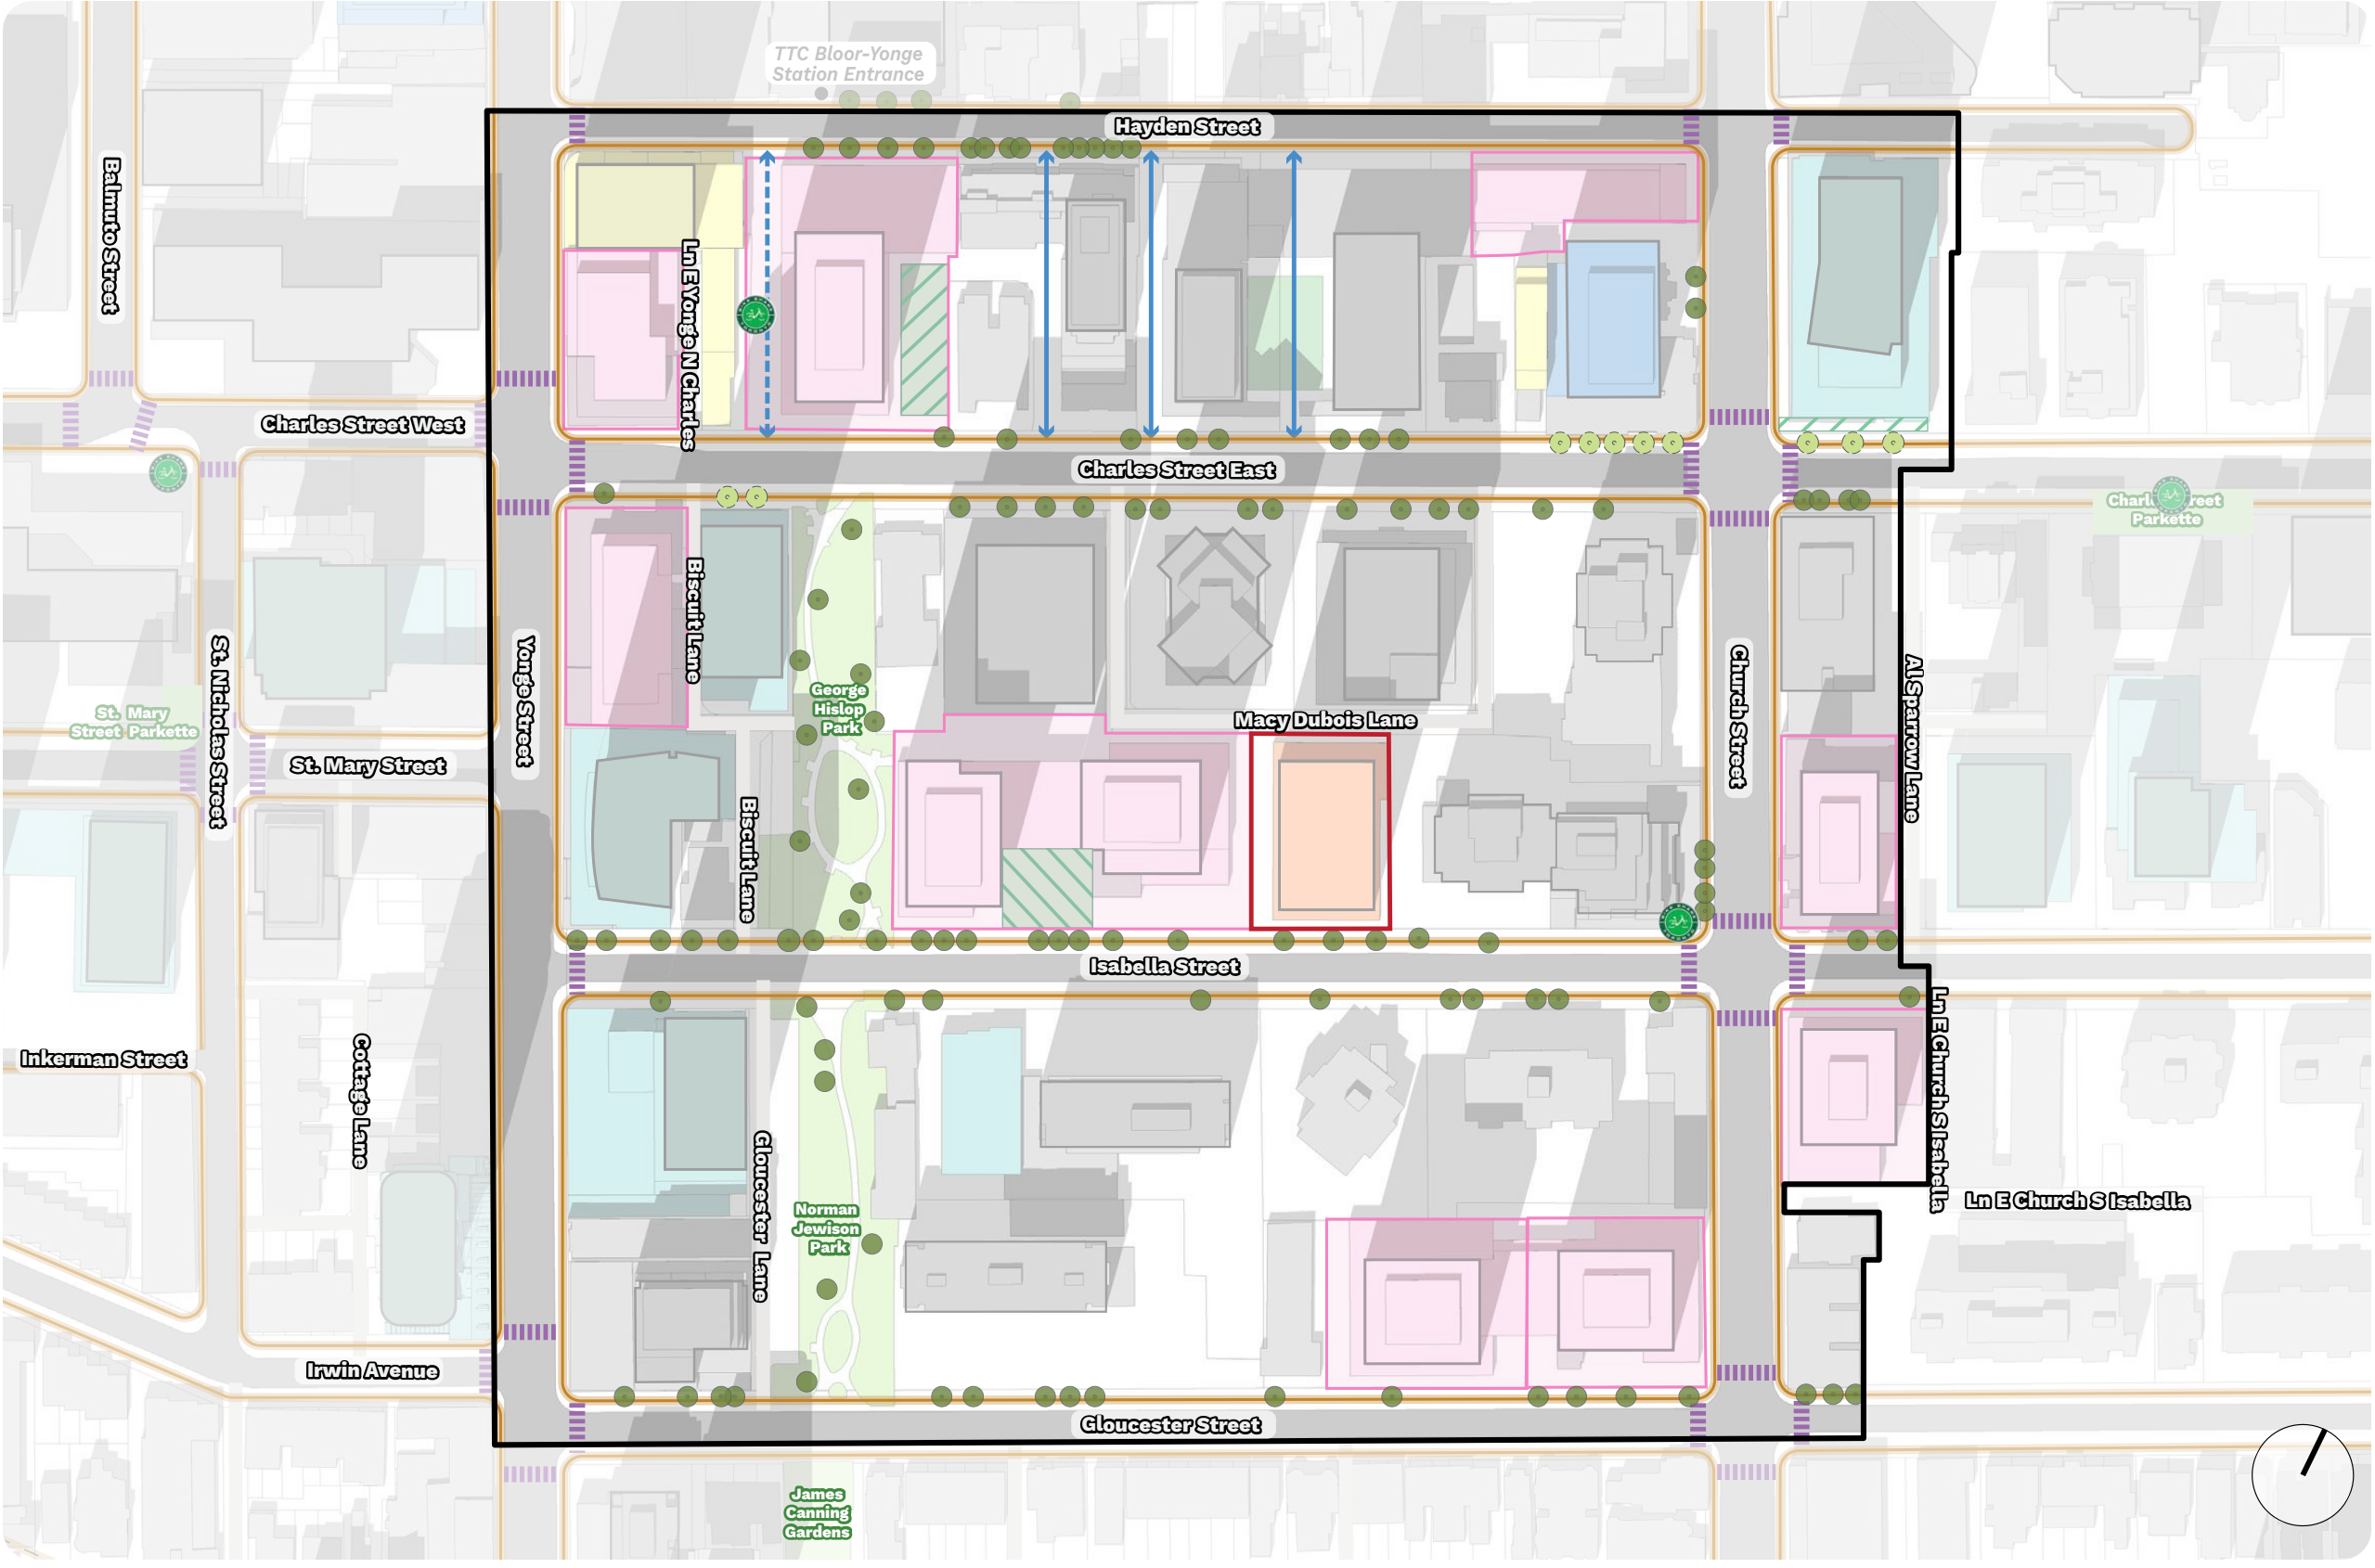 TTC Bloor-Yonge
Station Entrance
Hayden Street
Balmuto Street
Ln E Yonge N Charles
Charles Street West
Charles Street East
Parkette
Biscuit Lane
St. Nicholas Street
Yonge Street
Church Street
Al Sparrow Lane
George
Hislop
Park
St. Mary
Street Parkette
Macy Dubois Lane
St. Mary Street
Biscuit Lane
Isabella Street
Inkerman Street
Cottage Lane
Ln E Church S Isabella
Gloucester Lane
Norman
Jewison
Park
Ln E Church S Isabella
Irwin Avenue
Gloucester Street
James
Canning
Gardens